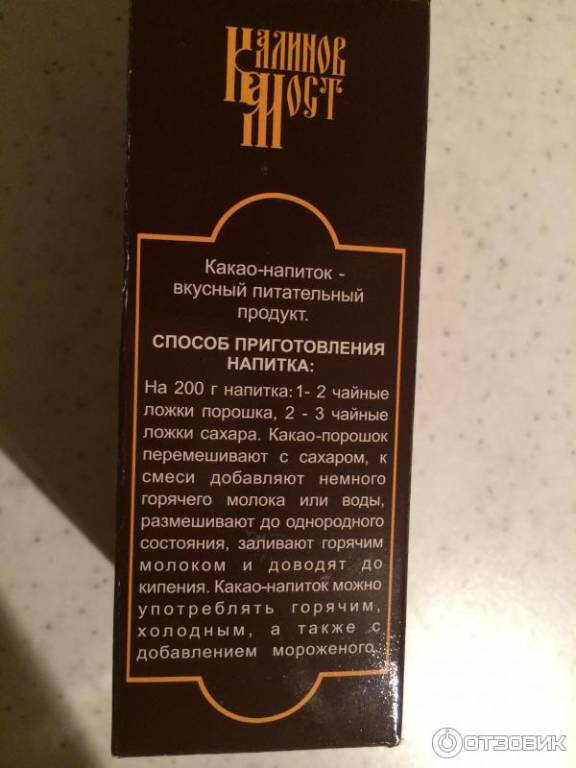 КАЛИНОВ
МОСТ
Какао-напиток -
вкусный питательный
продукт.
СПОСОБ ПРИГОТОВЛЕНИЯ
НАПИТКА:
На 200 г напитка: 1- 2 чайные
ложки порошка, 2 - 3 чайные
ложки сахара. Какао-порошок
перемешивают с сахаром, к
смеси добавляют немного
горячего молока или воды,
размешивают до однородного
состояния, заливают горячим
молоком и доводят до
кипения. Какао-напиток можно
употреблять горячим,
холодным, а также с
добавлением мороженого.
ОТЗОВИК